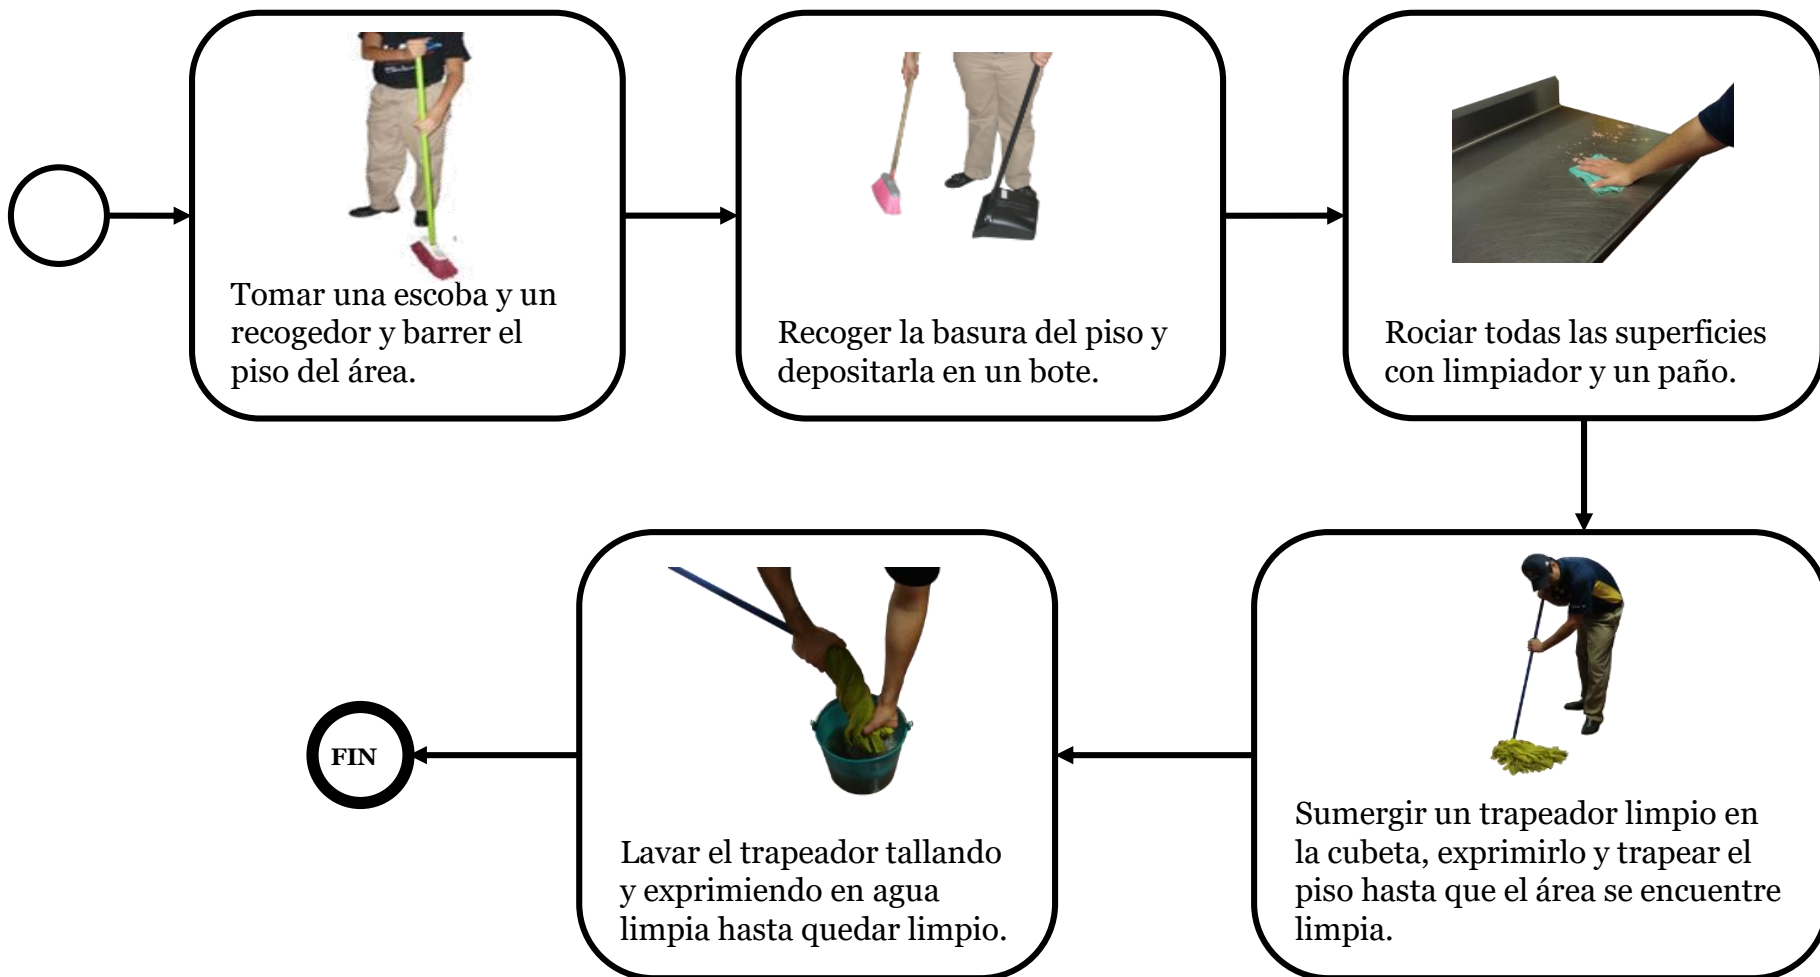 Tomar una escoba y un
recogedor y barrer el
piso del área.
Recoger la basura del piso y
depositarla en un bote.
Rociar todas las superficies
con limpiador y un paño.
Sumergir un trapeador limpio en
la cubeta, exprimirlo y trapear el
piso hasta que el área se encuentre
limpia.
Lavar el trapeador tallando
y exprimiendo en agua
limpia hasta quedar limpio.
FIN